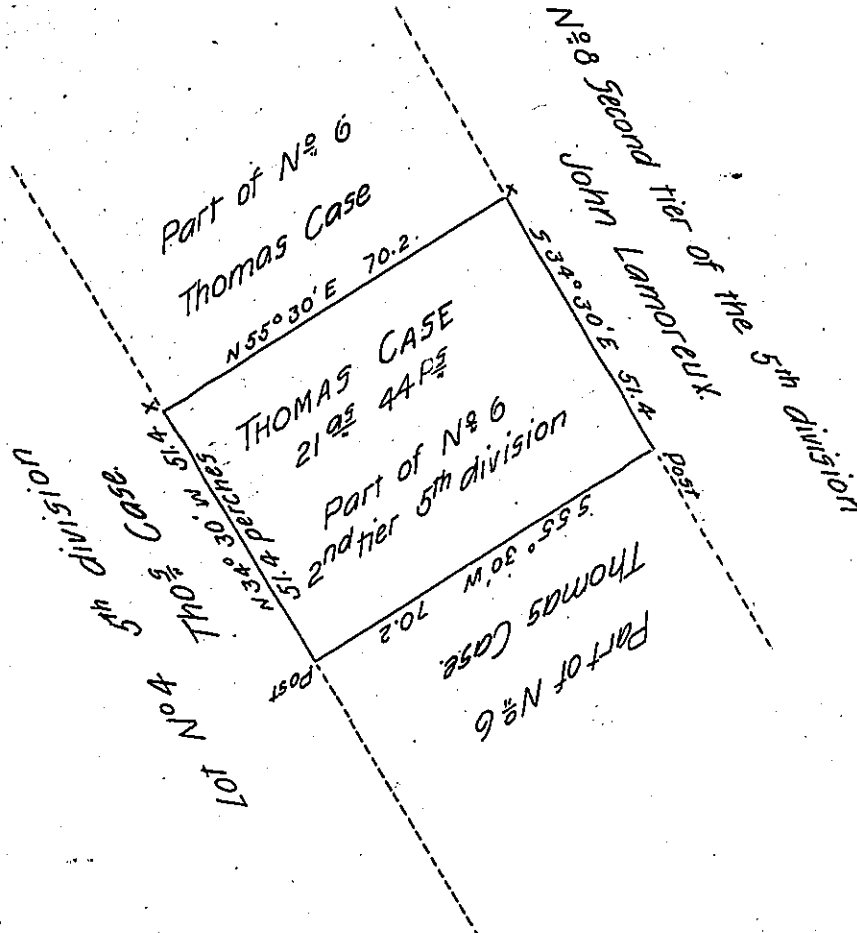 Part of Nº 6
Thomas Case
N 55° 30' E 70.2.
Nº 8 Second tier of the 5th division
John Lamoreux.
S 34° 30' E 51.4
Post
THOMAS CASE
21 as 44 Ps
Part of Nº 6
2nd tier 5th division
N 34° 30' W 51.4
51.4 perches
Lot Nº 4 5th division
Thos Case.
Post
S 55° 30' W 70.2
Thomas Case.
Part of Nº 6